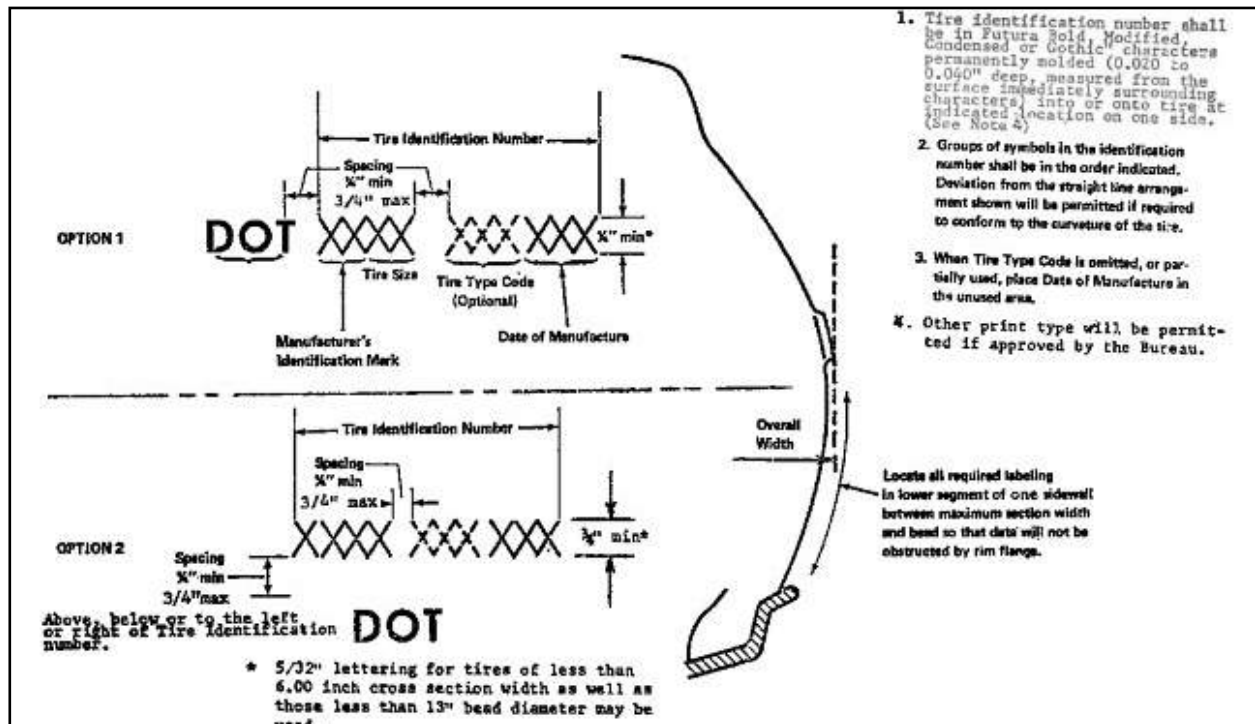 1. Tire identification number shall
be in Futura Bold, Modified,
Condensed or Gothic characters
permanently molded (0.020 to
0.040" deep, measured from the
surface immediately surrounding
characters) into or onto tire at
indicated location on one side.
(See Note 4)
2. Groups of symbols in the identification
number shall be in the order indicated.
Deviation from the straight line arrange-
ment shown will be permitted if required
to conform to the curvature of the tire.
3. When Tire Type Code is omitted, or par-
tially used, place Date of Manufacture in
the unused area.
4. Other print type will be permit-
ted if approved by the Bureau.
Tire Identification Number
Spacing
¼" min
3/4" max
OPTION 1
DOT
¼" min*
Tire Size
Tire Type Code
(Optional)
Manufacturer's
Identification Mark
Date of Manufacture
Tire Identification Number
Spacing
¼" min
3/4" max
OPTION 2
min*
Spacing
¼" min
3/4"max
Above, below or to the left
or right of Tire Identification
number.
DOT
* 5/32" lettering for tires of less than
6.00 inch cross section width as well as
those less than 13" bead diameter may be
Overall
Width
Locate all required labeling
in lower segment of one sidewall
between maximum section width
and bead so that data will not be
obstructed by rim flange.